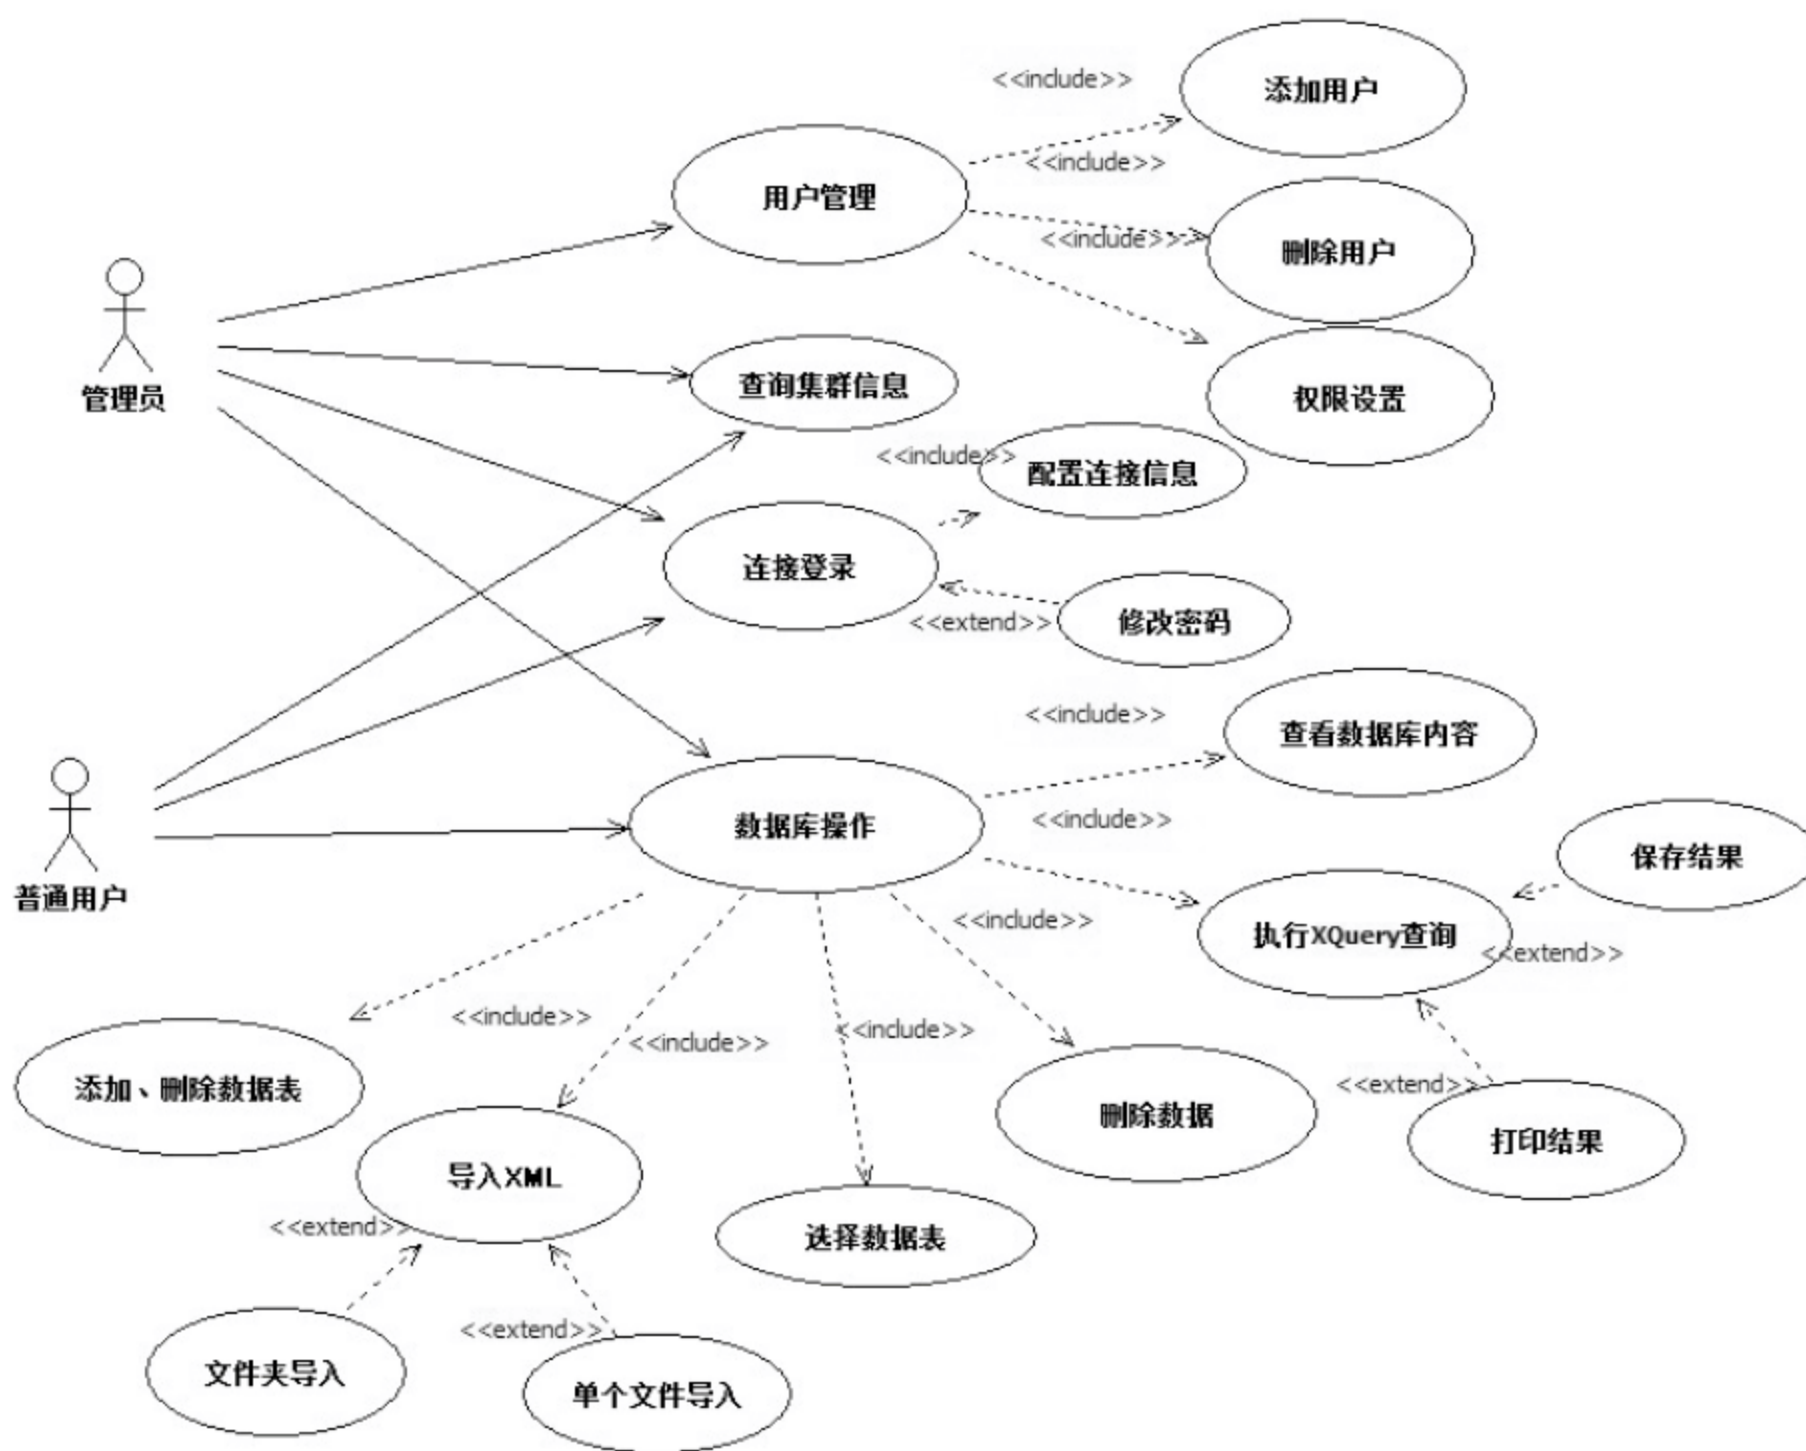 <<include>>
添加用户
<<include>>
用户管理
<<include>>
删除用户
管理员
查询集群信息
权限设置
<<include>>
配置连接信息
连接登录
<<extend>>
修改密码
<<include>>
查看数据库内容
数据库操作
<<include>>
保存结果
普通用户
<<include>>
执行XQuery查询
<<extend>>
<<include>>
<<include>>
<<include>>
添加、删除数据表
删除数据
<<extend>>
打印结果
导入XML
<<extend>>
选择数据表
<<extend>>
文件夹导入
单个文件导入